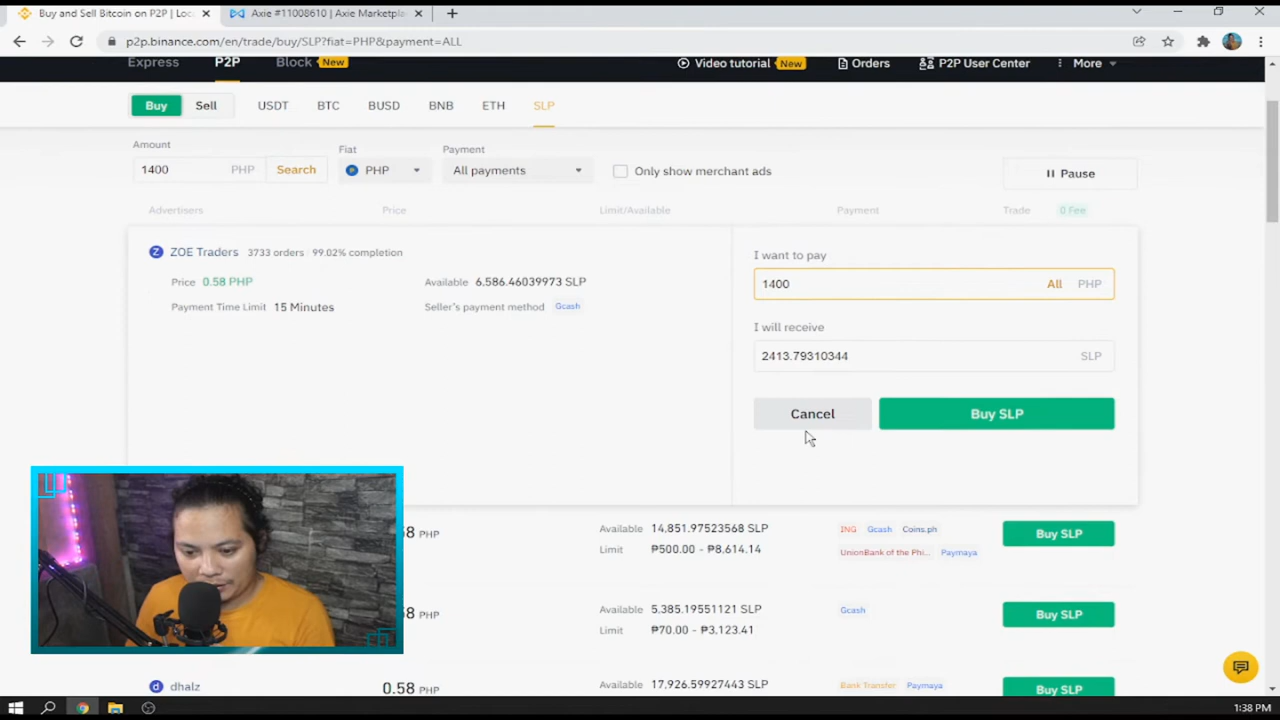 Buy and Sell Bitcoin on P2P | Loc
Axie #11008610 | Axie Marketpla
p2p.binance.com/en/trade/buy/SLP?fiat=PHP&payment=ALL
Express P2P Block New Video tutorial New Orders P2P User Center More
Buy Sell USDT BTC BUSD BNB ETH SLP
Amount Fiat Payment
1400 PHP Search PHP All payments Only show merchant ads Pause
Advertisers Price Limit/Available Payment Trade 0 Fee
Z ZOE Traders 3733 orders 99.02% completion
Price 0.58 PHP Available 6,586.46039973 SLP
Payment Time Limit 15 Minutes Seller's payment method Gcash
I want to pay
1400 All PHP
I will receive
2413.79310344 SLP
Cancel Buy SLP
8 PHP Available 14,851.97523568 SLP ING Gcash Coins.ph Buy SLP
Limit ₱500.00 - ₱8,614.14 UnionBank of the Phi... Paymaya
8 PHP Available 5,385.19551121 SLP Gcash Buy SLP
Limit ₱70.00 - ₱3,123.41
d dhalz 0.58 PHP Available 17,926.59927443 SLP Bank Transfer Paymaya Buy SLP
1:38 PM